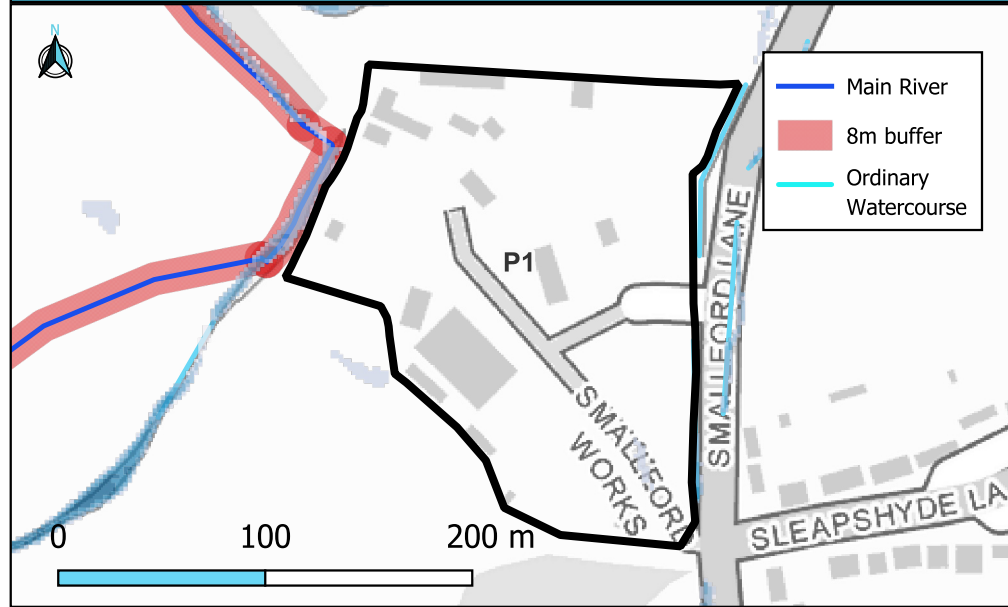 N
Main River
8m buffer
Ordinary
Watercourse
P1
SMALLFORD LANE
SMALLFORD
WORKS
SLEAPSHYDE LA
0 100 200 m